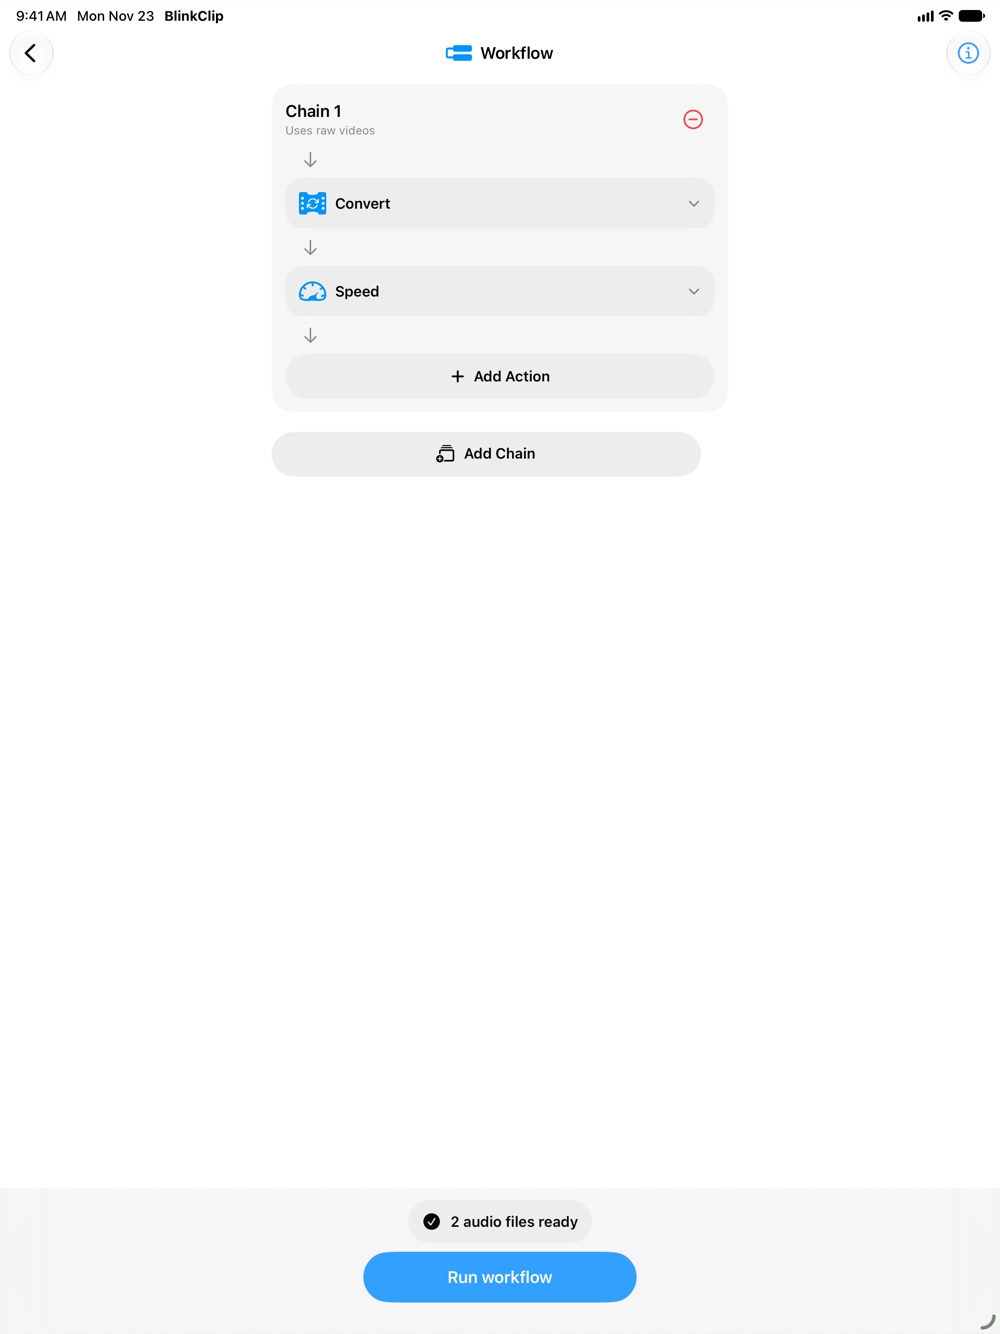 9:41 AM Mon Nov 23 BlinkClip
Workflow
Chain 1
Uses raw videos
Convert
Speed
Add Action
Add Chain
2 audio files ready
Run workflow